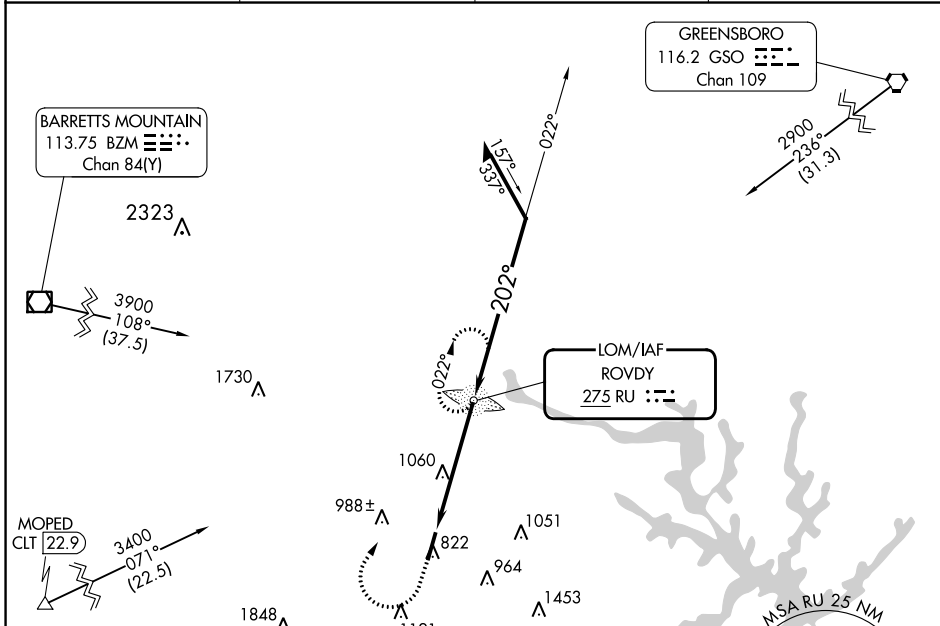 GREENSBORO
116.2 GSO
Chan 109
2900
236°
(31.3)
BARRETTS MOUNTAIN
113.75 BZM
Chan 84(Y)
157°
337°
022°
2323
202°
3900
108°
(37.5)
022°
LOM/IAF
ROVDY
275 RU
1730
1060
988±
1051
822
964
MOPED
CLT 22.9
3400
071°
(22.5)
1453
1848
MSA RU 25 NM